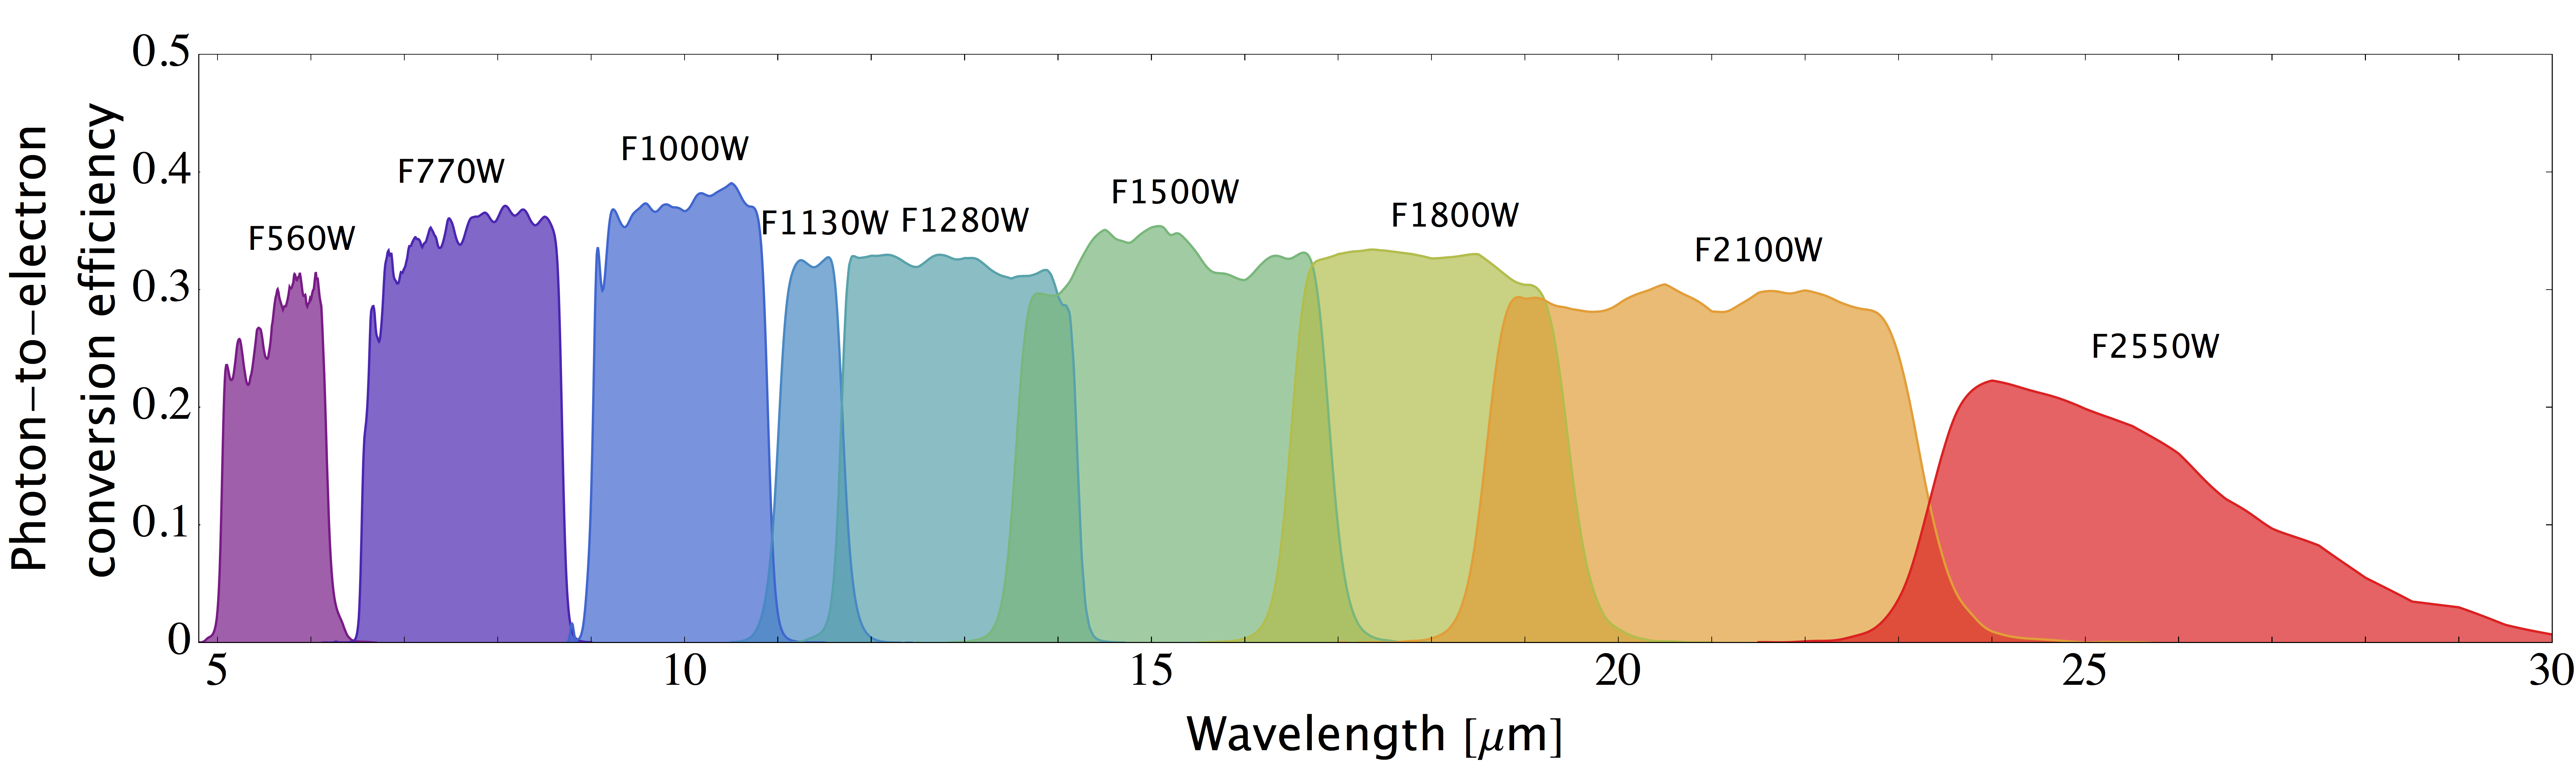 Photon-to-electron
conversion efficiency
0.5
0.4
0.3
0.2
0.1
0
F560W
F770W
F1000W
F1130W
F1280W
F1500W
F1800W
F2100W
F2550W
5
10
15
20
25
30
Wavelength [μm]